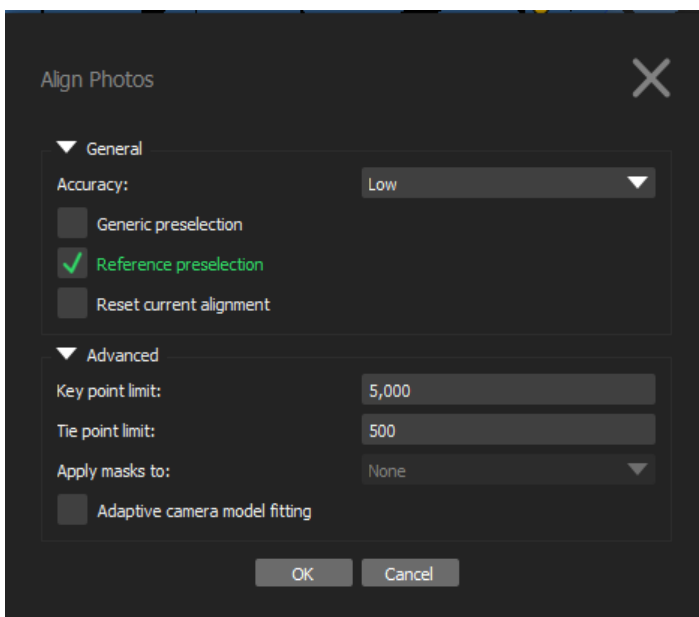 Align Photos
General
Accuracy: Low
Generic preselection
Reference preselection
Reset current alignment
Advanced
Key point limit: 5,000
Tie point limit: 500
Apply masks to: None
Adaptive camera model fitting
OK Cancel